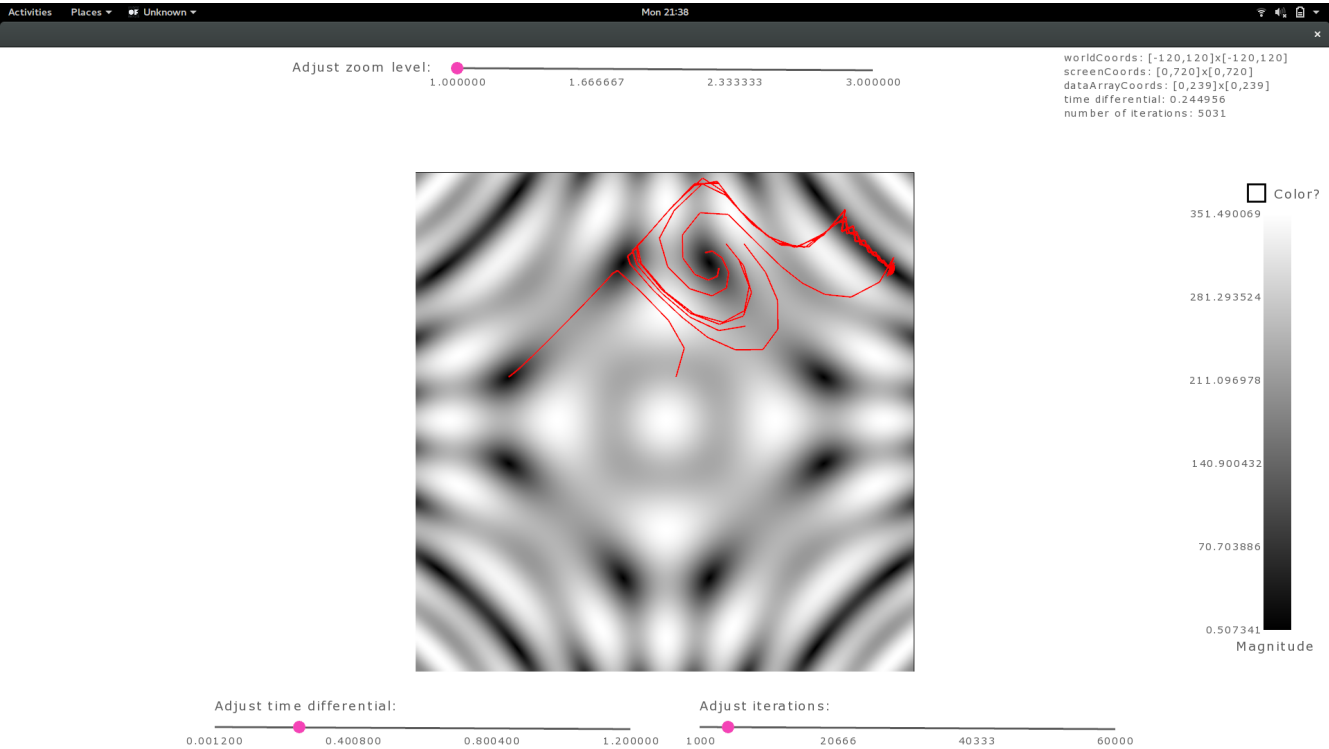 Activities Places Unknown Mon 21:38
Adjust zoom level:
1.000000 1.666667 2.333333 3.000000
worldCoords: [-120,120]x[-120,120]
screenCoords: [0,720]x[0,720]
dataArrayCoords: [0,239]x[0,239]
time differential: 0.244956
number of iterations: 5031
Color?
351.490069
281.293524
211.096978
140.900432
70.703886
0.507341
Magnitude
Adjust time differential:
0.001200 0.400800 0.800400 1.200000
Adjust iterations:
1000 20666 40333 60000